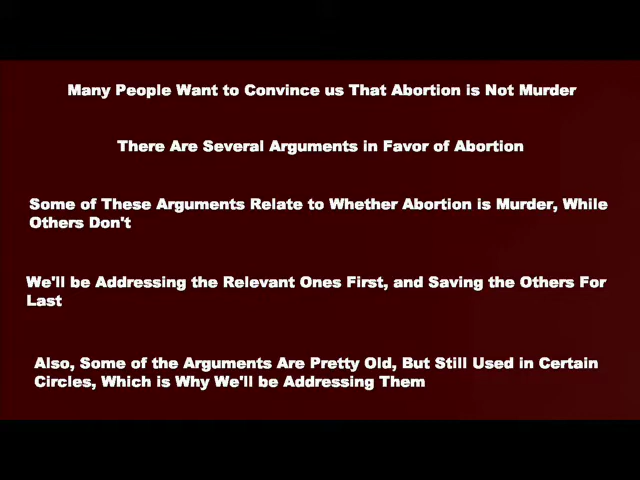 Many People Want to Convince us That Abortion is Not Murder
There Are Several Arguments in Favor of Abortion
Some of These Arguments Relate to Whether Abortion is Murder, While
Others Don't
We'll be Addressing the Relevant Ones First, and Saving the Others For
Last
Also, Some of the Arguments Are Pretty Old, But Still Used in Certain
Circles, Which is Why We'll be Addressing Them